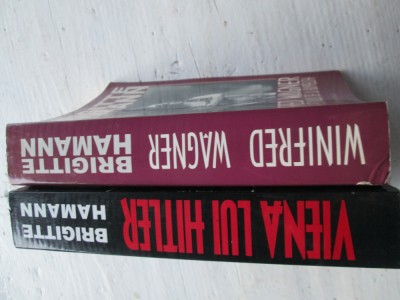 BRIGITTE
HAMANN
WINIFRED WAGNER
BRIGITTE
HAMANN
VIENA LUI HITLER